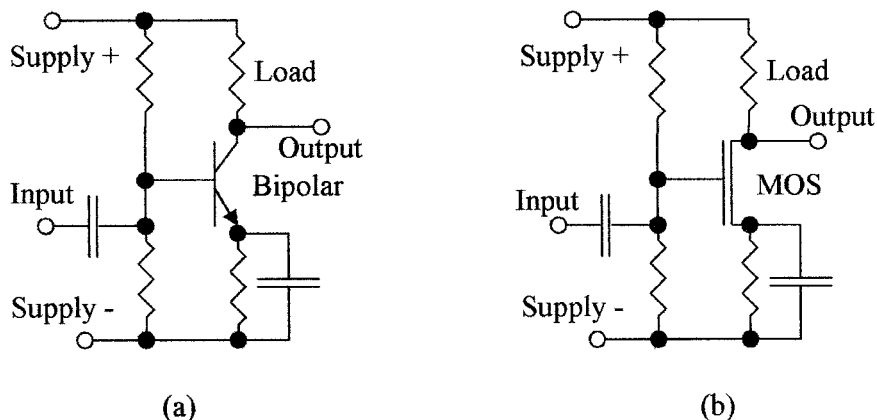 Supply +
Load
Output
Bipolar
Input
Supply -
(a)
Supply +
Load
Output
MOS
Input
Supply -
(b)